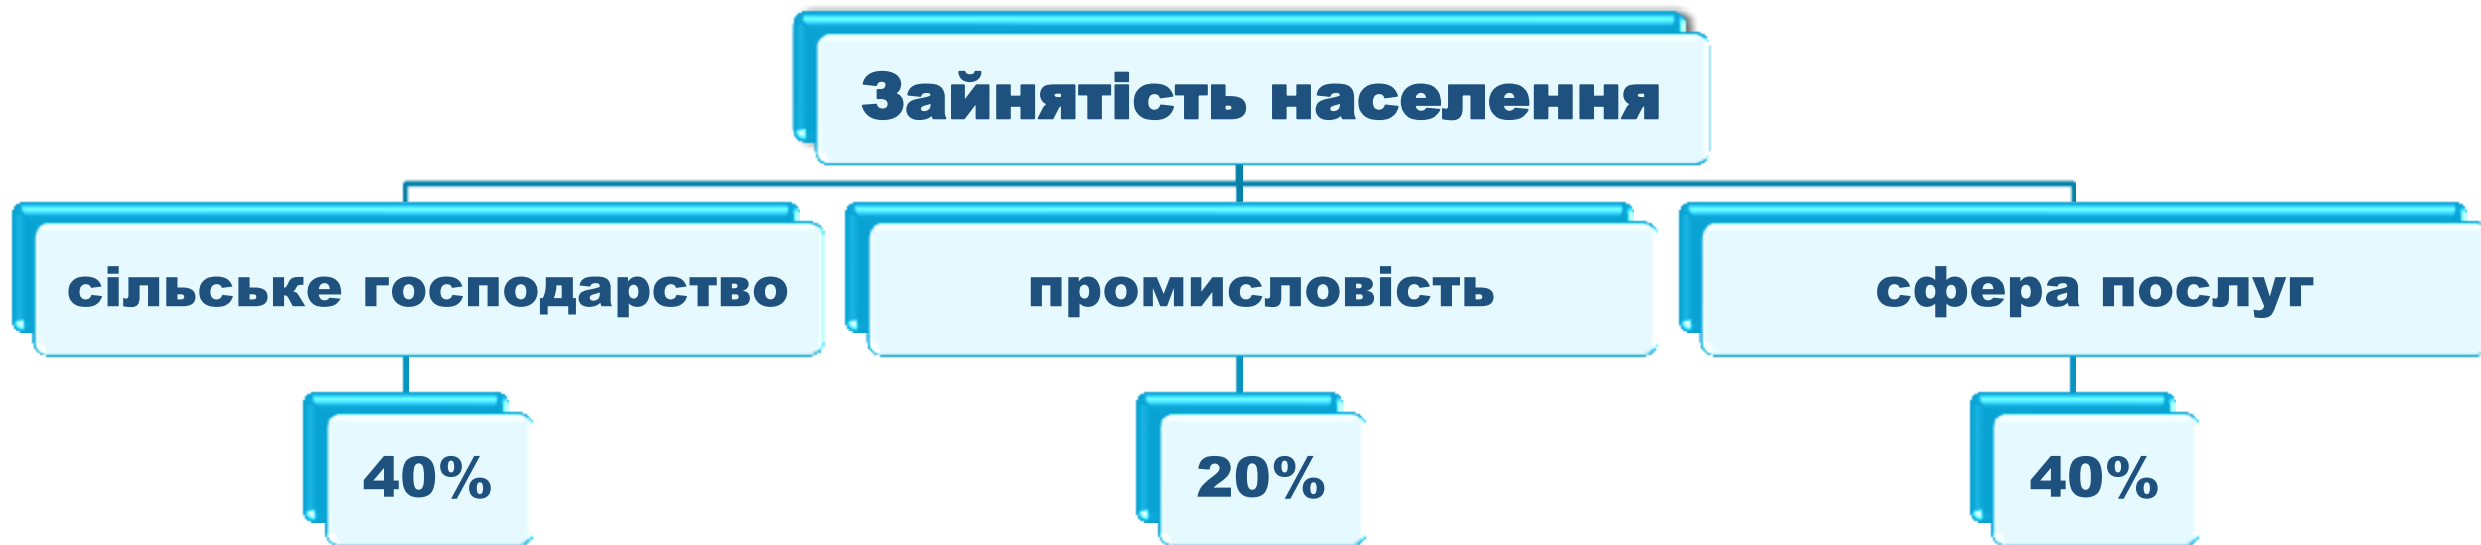 Зайнятість населення
сільське господарство
промисловість
сфера послуг
40%
20%
40%